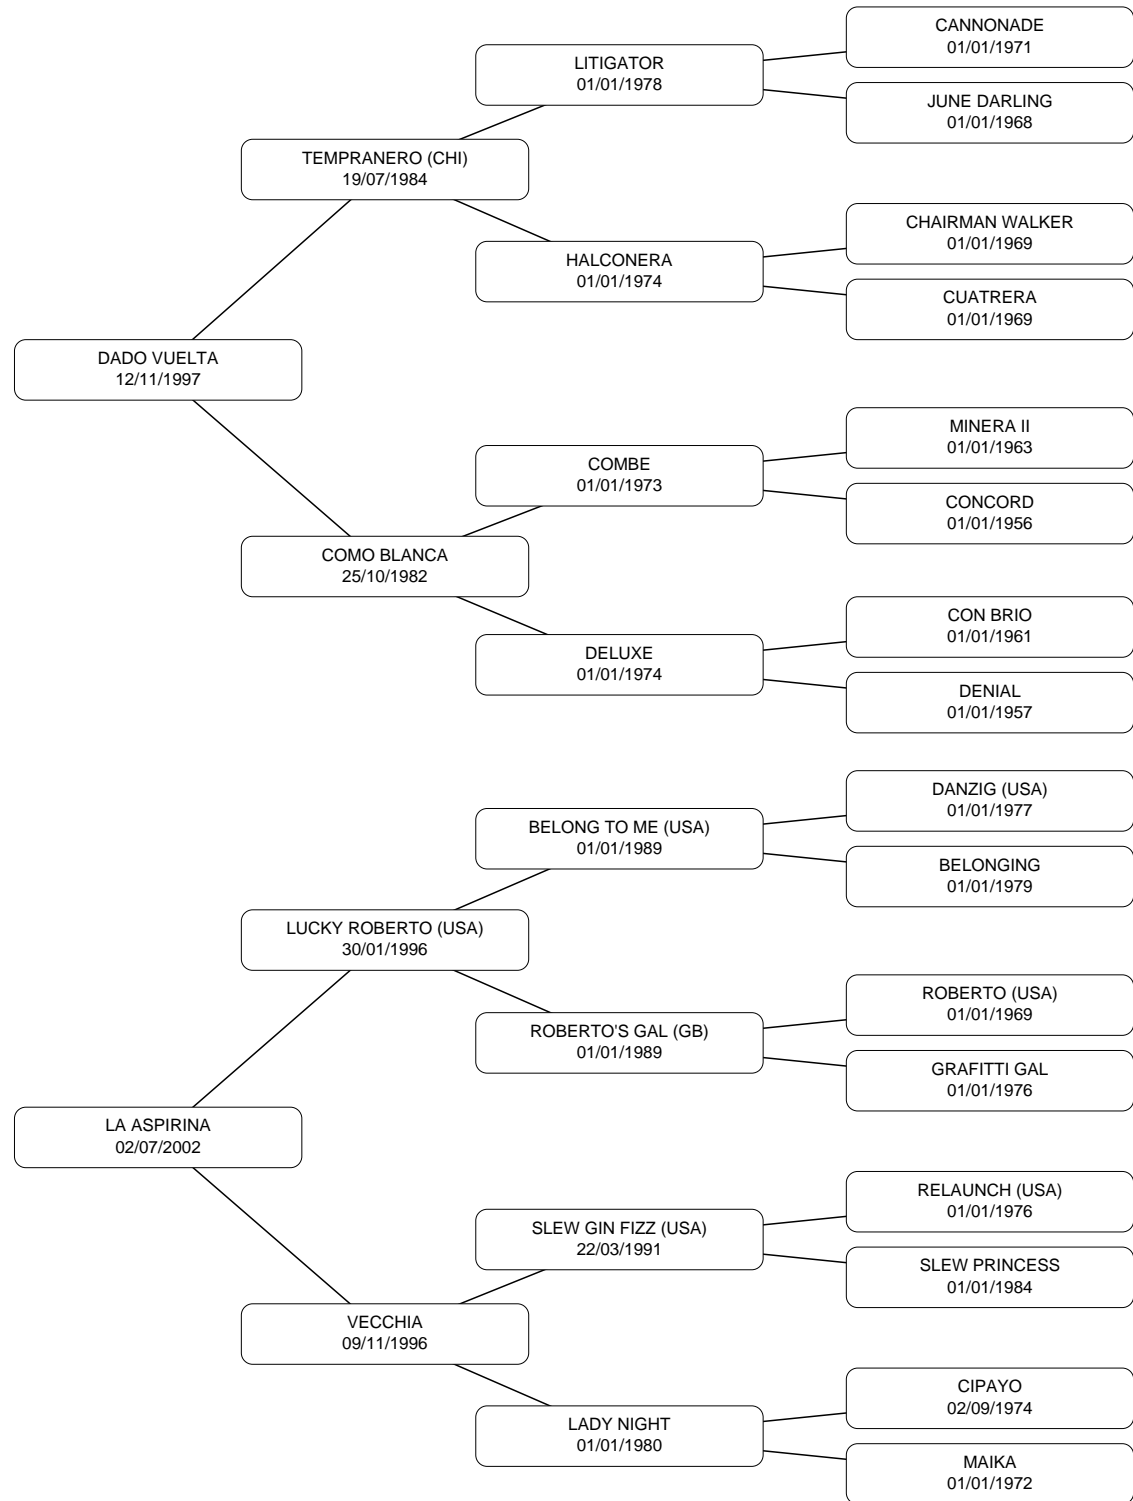 CANNONADE
01/01/1971
LITIGATOR
01/01/1978
JUNE DARLING
01/01/1968
TEMPRANERO (CHI)
19/07/1984
CHAIRMAN WALKER
01/01/1969
HALCONERA
01/01/1974
CUATRERA
01/01/1969
DADO VUELTA
12/11/1997
MINERA II
01/01/1963
COMBE
01/01/1973
CONCORD
01/01/1956
COMO BLANCA
25/10/1982
CON BRIO
01/01/1961
DELUXE
01/01/1974
DENIAL
01/01/1957
DANZIG (USA)
01/01/1977
BELONG TO ME (USA)
01/01/1989
BELONGING
01/01/1979
LUCKY ROBERTO (USA)
30/01/1996
ROBERTO (USA)
01/01/1969
ROBERTO'S GAL (GB)
01/01/1989
GRAFITTI GAL
01/01/1976
LA ASPIRINA
02/07/2002
RELAUNCH (USA)
01/01/1976
SLEW GIN FIZZ (USA)
22/03/1991
SLEW PRINCESS
01/01/1984
VECCHIA
09/11/1996
CIPAYO
02/09/1974
LADY NIGHT
01/01/1980
MAIKA
01/01/1972